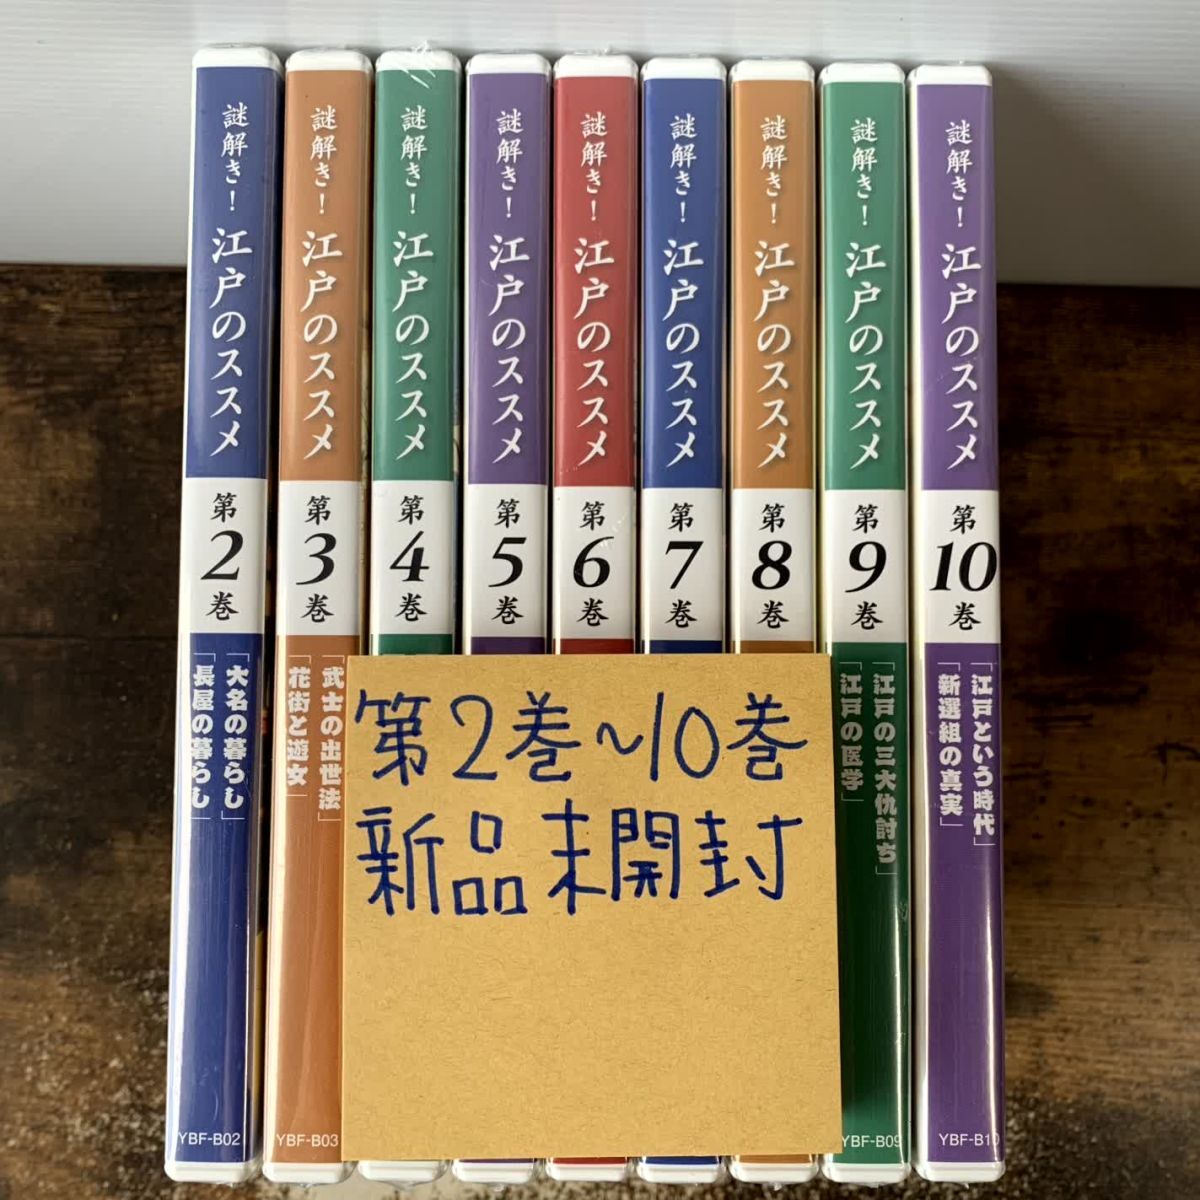 謎解き! 江戸のススメ
第2巻
「大名の暮らし」
「長屋の暮らし」
YBF-B02
謎解き! 江戸のススメ
第3巻
「武士の出世法」
「花街と遊女」
YBF-B03
謎解き! 江戸のススメ
第4巻
謎解き! 江戸のススメ
第5巻
謎解き! 江戸のススメ
第6巻
謎解き! 江戸のススメ
第7巻
謎解き! 江戸のススメ
第8巻
謎解き! 江戸のススメ
第9巻
「江戸の三大仇討ち」
「江戸の医学」
YBF-B09
謎解き! 江戸のススメ
第10巻
「江戸という時代」
「新選組の真実」
YBF-B10
第2巻~10巻
新品未開封